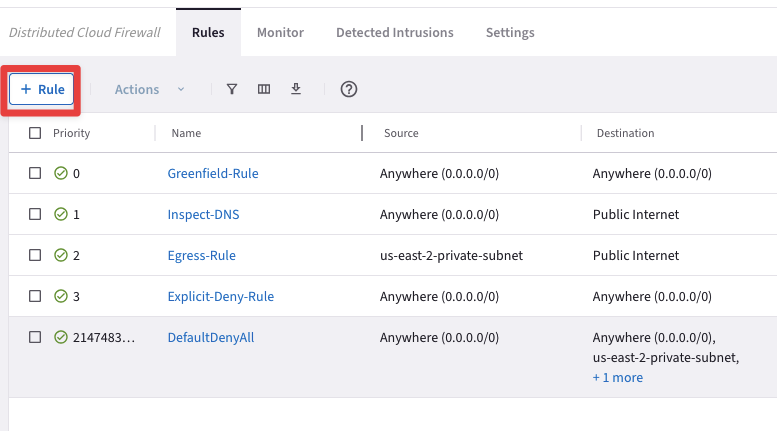 Distributed Cloud Firewall Rules Monitor Detected Intrusions Settings
+ Rule Actions
Priority Name Source Destination
0 Greenfield-Rule Anywhere (0.0.0.0/0) Anywhere (0.0.0.0/0)
1 Inspect-DNS Anywhere (0.0.0.0/0) Public Internet
2 Egress-Rule us-east-2-private-subnet Public Internet
3 Explicit-Deny-Rule Anywhere (0.0.0.0/0) Anywhere (0.0.0.0/0)
2147483... DefaultDenyAll Anywhere (0.0.0.0/0) Anywhere (0.0.0.0/0),
us-east-2-private-subnet,
+ 1 more